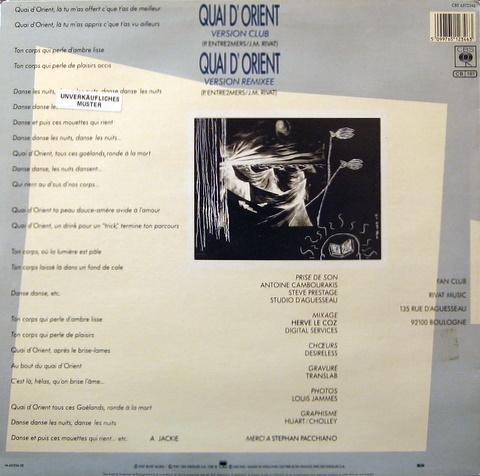 Quai d'Orient, là tu m'as offert c'que t'as de meilleur
Quai d'Orient, là tu m'as appris c'que t'as vu ailleurs
Ton corps qui perle d'ambre lisse
Ton corps qui perle de plaisirs
Danse les nuits, danse danse les nuits
Danse danse les
Danse et puis ces mouettes qui rient
Danse danse les nuits, danse les nuits...
Quai d'Orient, tous ces goélands, ronde à la mort
Danse danse, les nuits dansent...
Qui rient au d'sus d'nos corps...
Quai d'Orient ta peau douce-amère avide à l'amour
Quai d'Orient, un drink pour un "trick", termine ton parcours
Ton corps, où la lumière est pâle
Ton corps laissé dans un fond de cale
Danse danse, etc.
Ton corps qui perle d'ambre lisse
Ton corps qui perle de plaisirs
Quai d'Orient, après le brise-lames
Au bout du quai d'Orient
C'est là, hélas, qu'on brise l'âme...
Quai d'Orient tous ces Goélands, ronde à la mort
Danse danse les nuits, danse les nuits
Danse et puis ces mouettes qui rient... etc.
A JACKIE
UNVERKÄUFLICHES
MUSTER
QUAI D'ORIENT
VERSION CLUB
(P. ENTRE2MERS/J.M. RIVAT)
QUAI D'ORIENT
VERSION REMIXEE
(P. ENTRE2MERS/J.M. RIVAT)
CBS
PRISE DE SON
ANTOINE CAMBOURAKIS
STEVE PRESTAGE
STUDIO D'AGUESSEAU
MIXAGE
HERVE LE COZ
DIGITAL SERVICES
CHŒURS
DESIRELESS
GRAVURE
TRANSLAB
PHOTOS
LOUIS JAMMES
GRAPHISME
HUART/CHOLLEY
MERCI A STEPHAN PACCHIANO
FAN CLUB
RIVAT MUSIC
135 RUE D'AGUESSEAU
92100 BOULOGNE